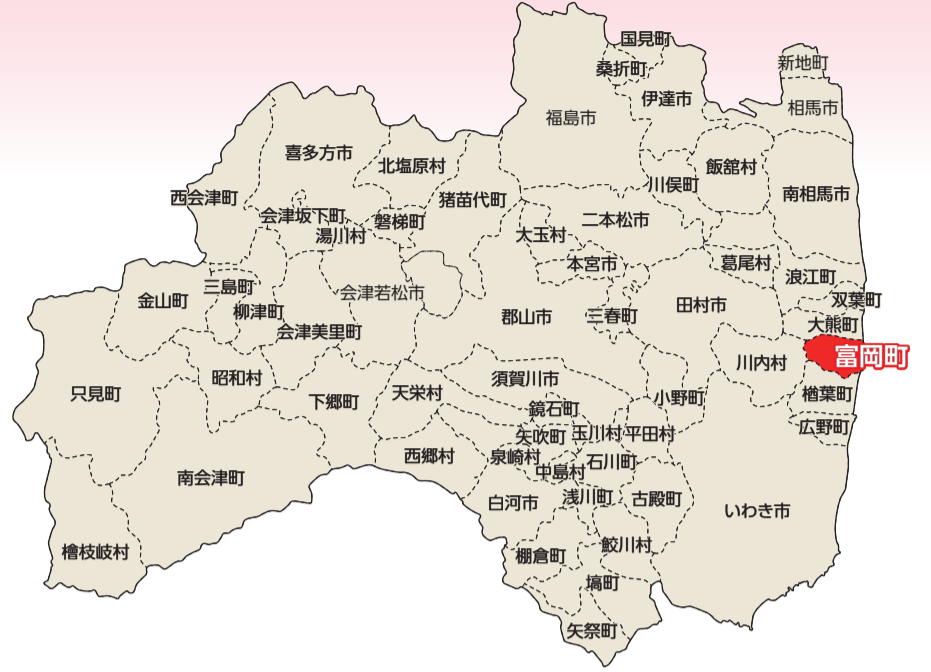 国見町
桑折町
新地町
伊達市
相馬市
福島市
喜多方市
北塩原村
飯舘村
川俣町
南相馬市
西会津町
猪苗代町
会津坂下町
磐梯町
湯川村
二本松市
大玉村
本宮市
葛尾村
浪江町
三島町
金山町
会津若松市
双葉町
柳津町
田村市
郡山市
三春町
大熊町
会津美里町
富岡町
川内村
昭和村
須賀川市
只見町
天栄村
下郷町
小野町
楢葉町
鏡石町
広野町
矢吹町
玉川村
平田村
西郷村
泉崎村
石川町
中島村
南会津町
白河市
浅川町
古殿町
いわき市
鮫川村
檜枝岐村
棚倉町
塙町
矢祭町